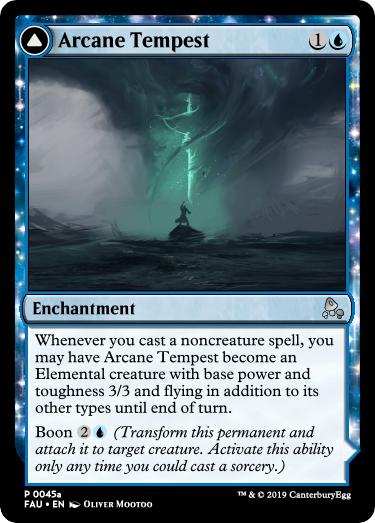 Arcane Tempest 1
Enchantment
Whenever you cast a noncreature spell, you
may have Arcane Tempest become an
Elemental creature with base power and
toughness 3/3 and flying in addition to its
other types until end of turn.
Boon 2 (Transform this permanent and
attach it to target creature. Activate this ability
only any time you could cast a sorcery.)
P 0045a
FAU • EN Oliver Mootoo
™ & © 2019 CanterburyEgg